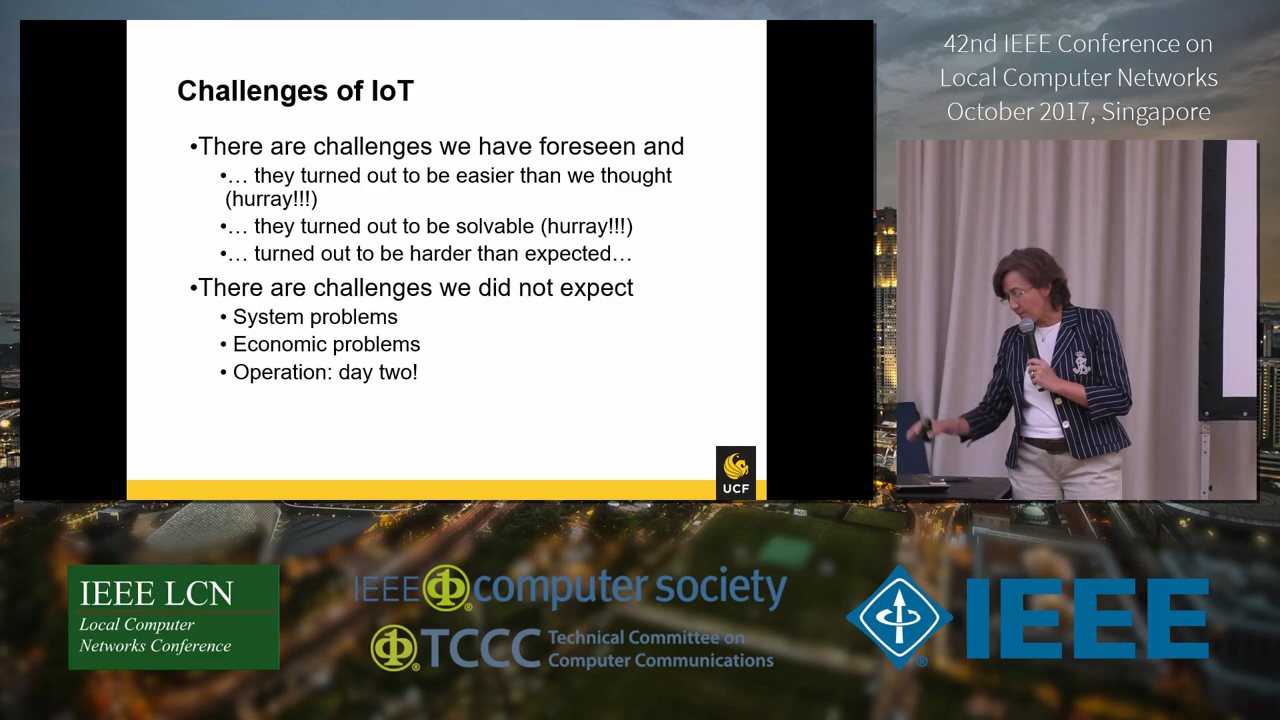 Challenges of IoT
•There are challenges we have foreseen and
•… they turned out to be easier than we thought
(hurray!!!)
•… they turned out to be solvable (hurray!!!)
•… turned out to be harder than expected…
•There are challenges we did not expect
• System problems
• Economic problems
• Operation: day two!
UCF
42nd IEEE Conference on
Local Computer Networks
October 2017, Singapore
IEEE LCN
Local Computer
Networks Conference
IEEE computer society
TCCC Technical Committee on
Computer Communications
IEEE